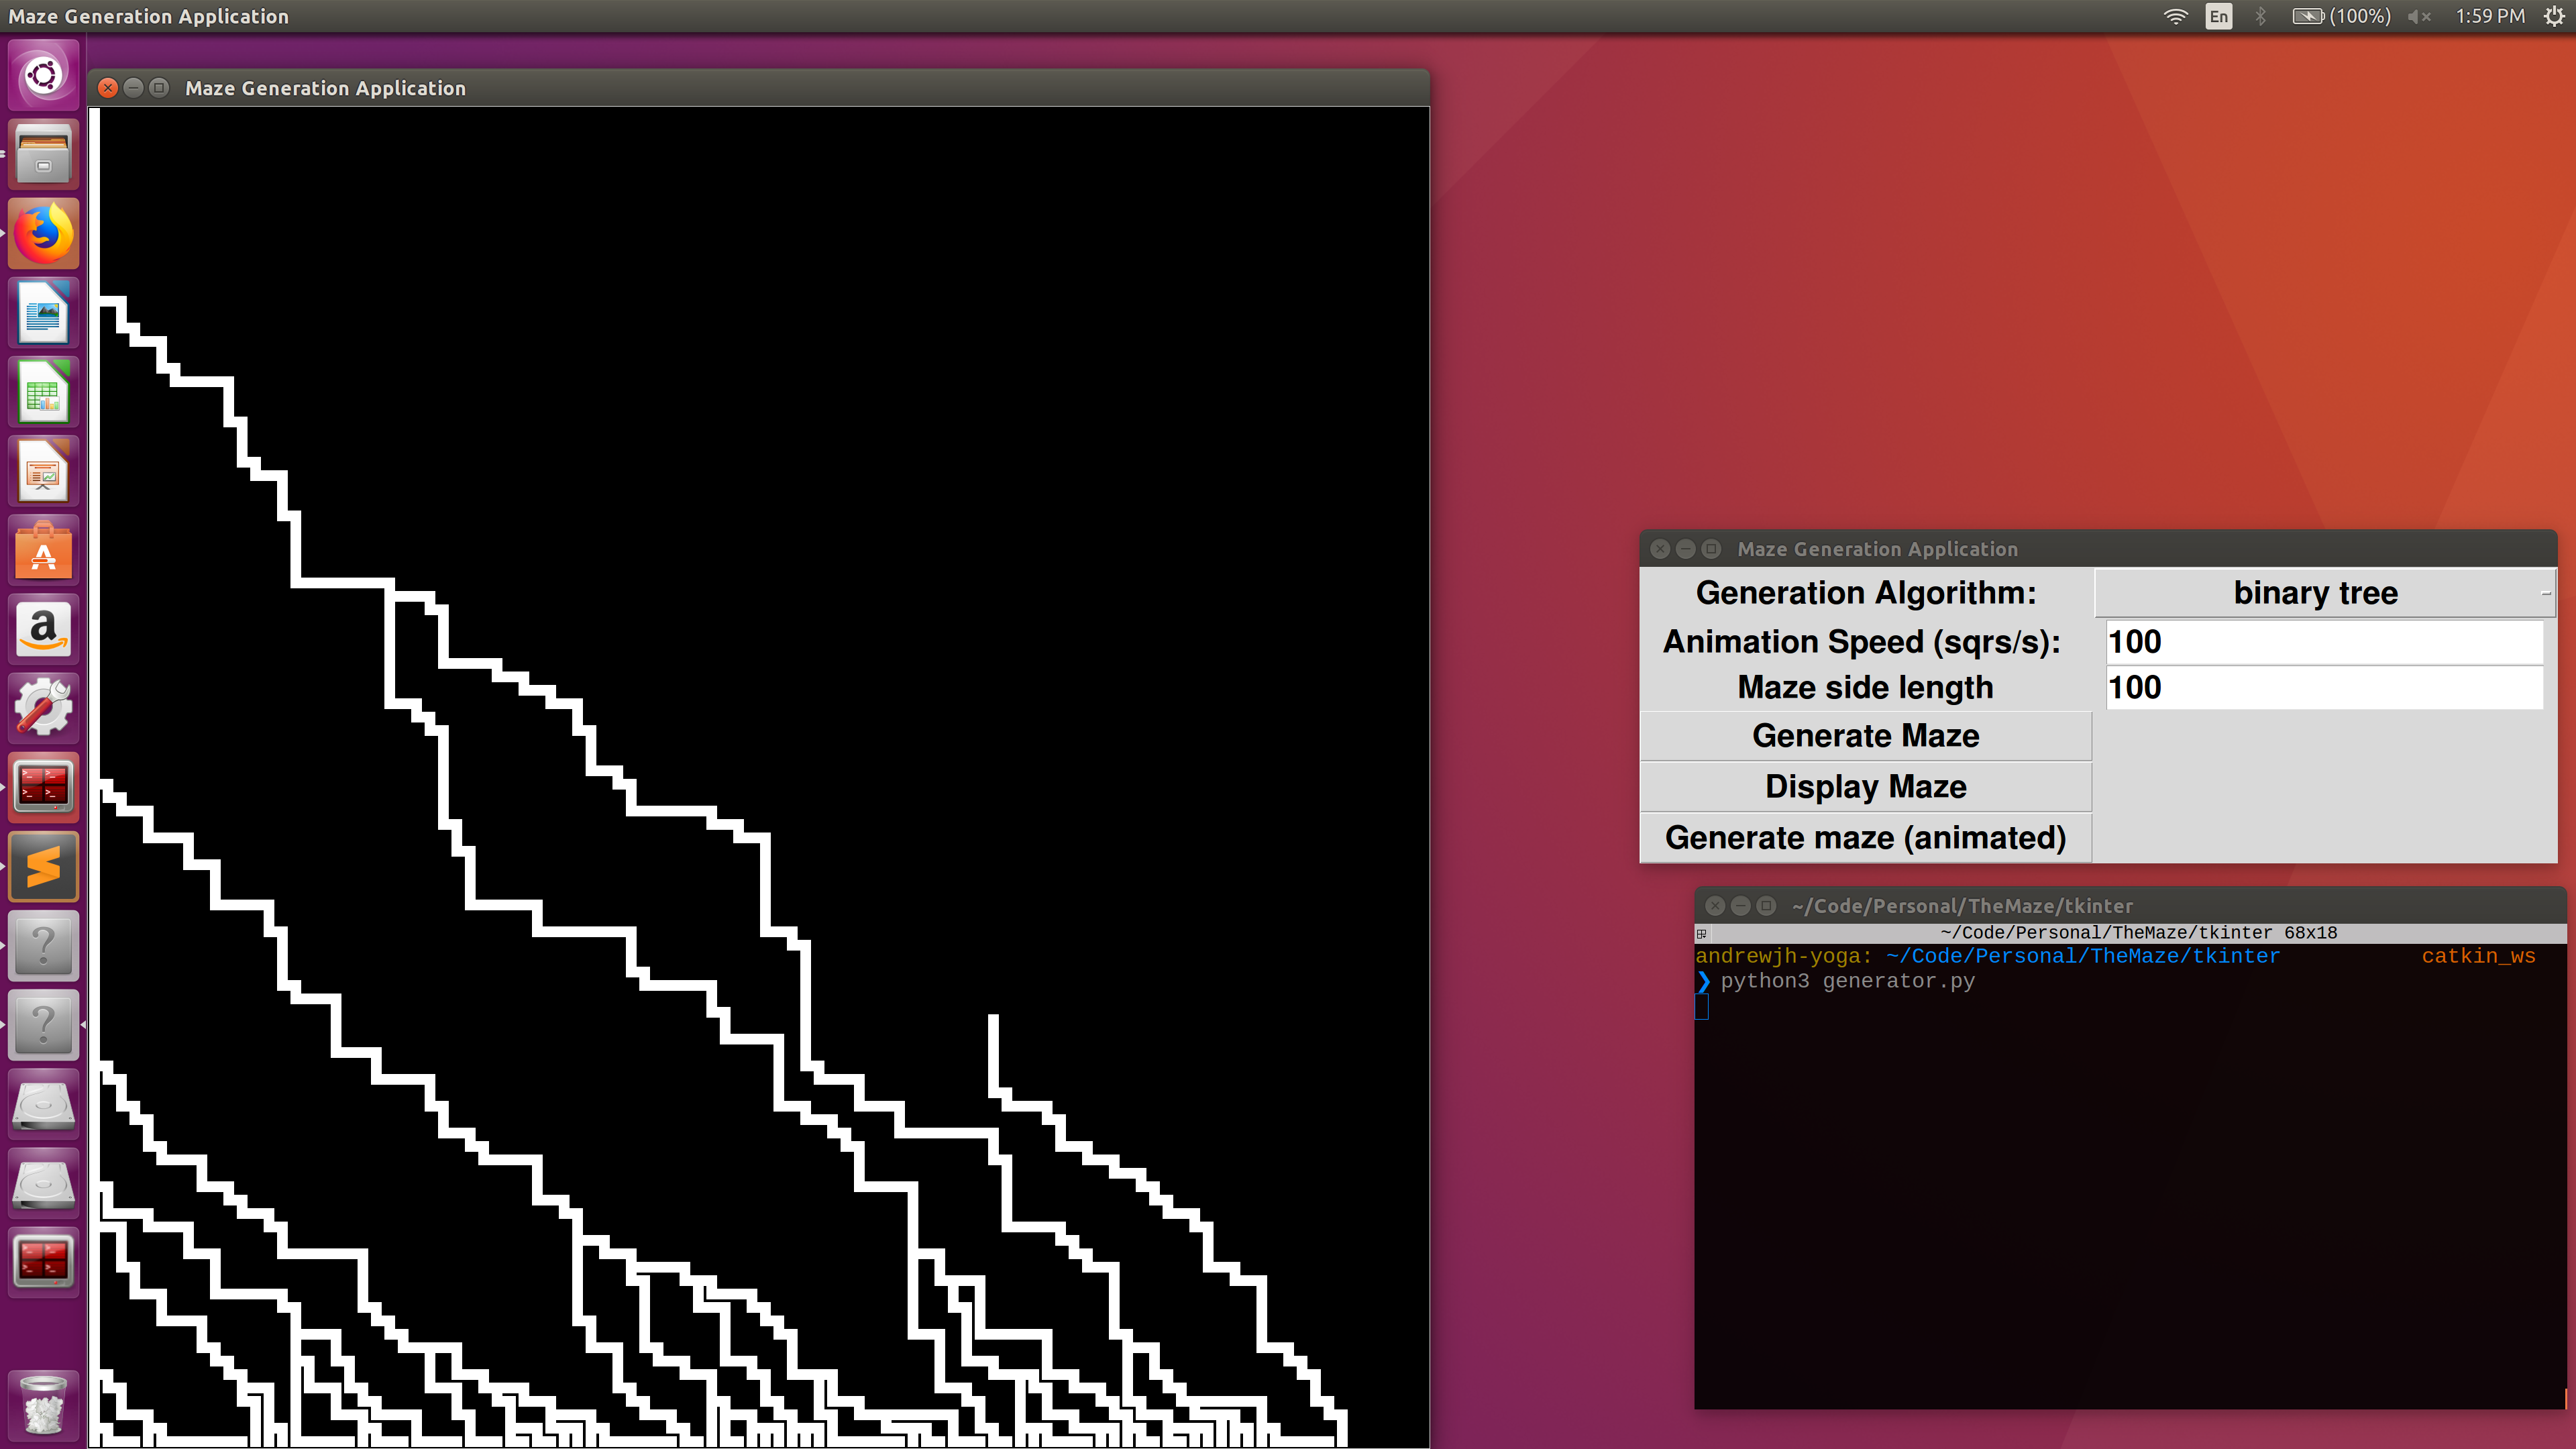 Maze Generation Application
En
(100%)
1:59 PM
Maze Generation Application
Maze Generation Application
Generation Algorithm:
binary tree
Animation Speed (sqrs/s):
100
Maze side length
100
Generate Maze
Display Maze
Generate maze (animated)
~/Code/Personal/TheMaze/tkinter
~/Code/Personal/TheMaze/tkinter 68x18
andrewjh-yoga: ~/Code/Personal/TheMaze/tkinter catkin_ws
❯ python3 generator.py